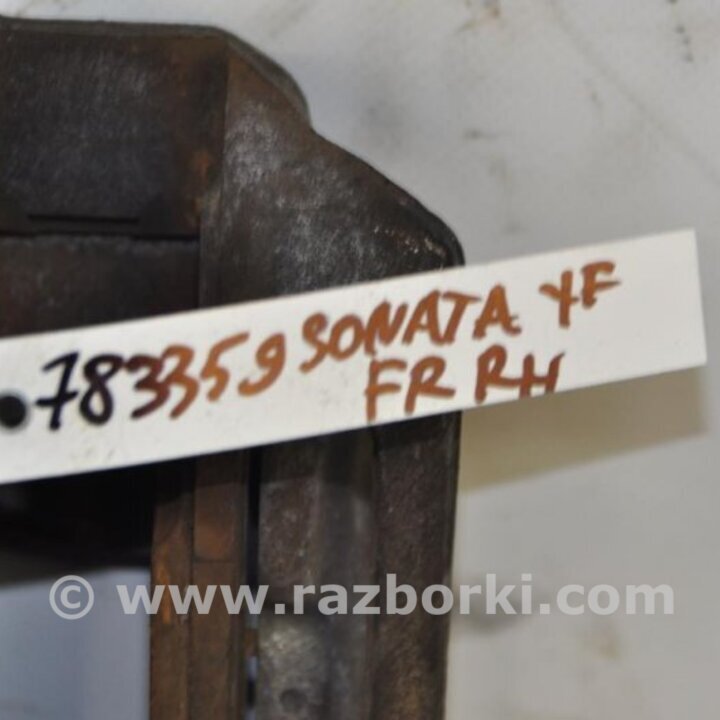 783359 SONATA YF
FR RH
© www.razborki.com